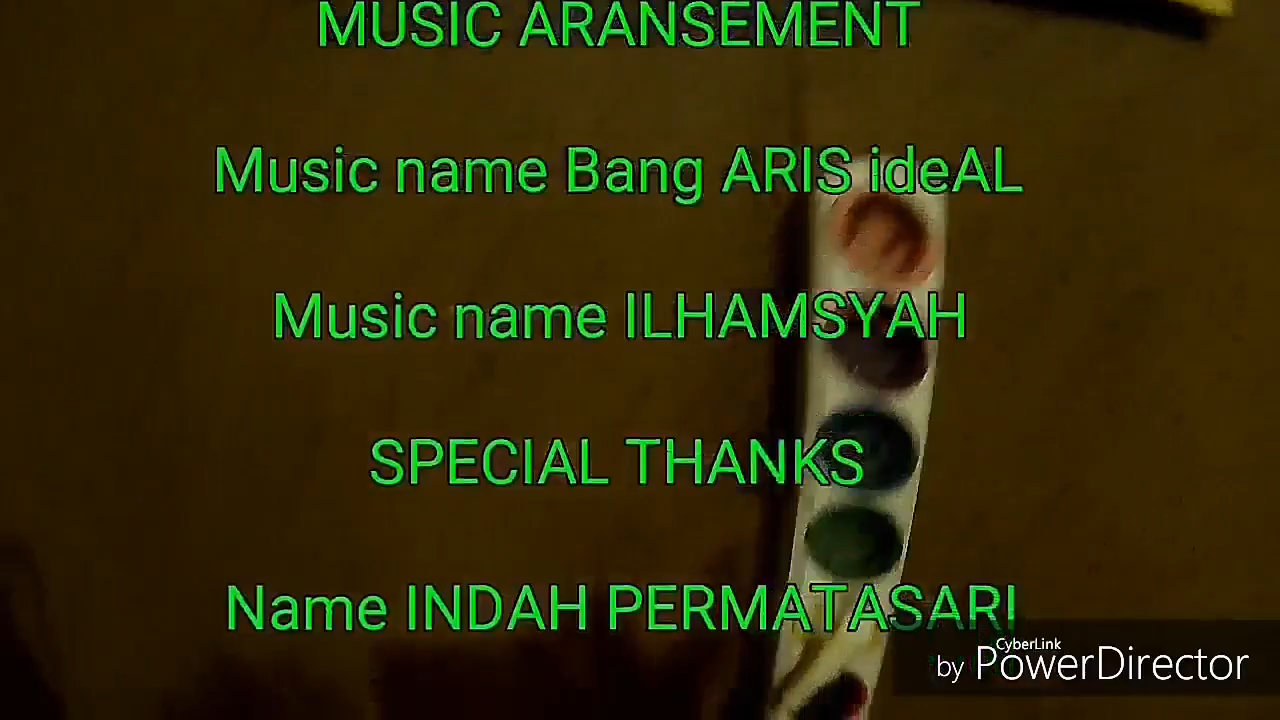 MUSIC ARANSEMENT
Music name Bang ARIS ideAL
Music name ILHAMSYAH
SPECIAL THANKS
Name INDAH PERMATASARI
CyberLink
by PowerDirector